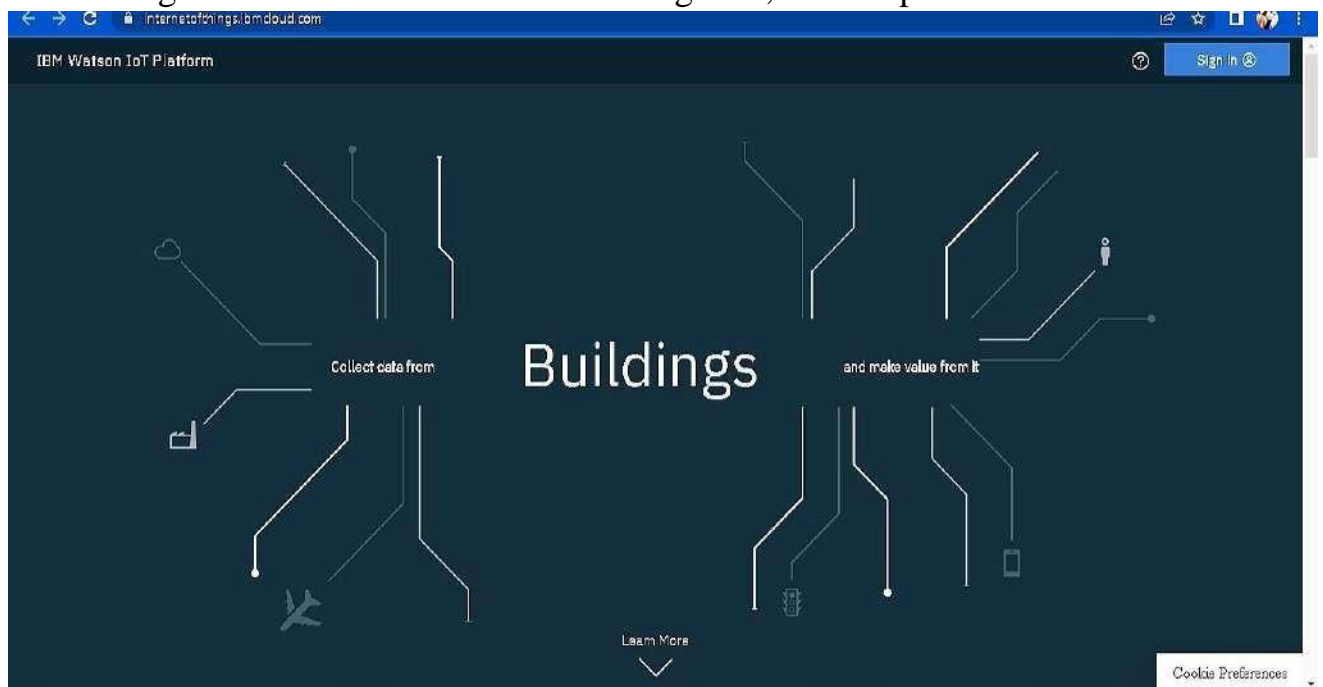 internetofthings.ibmcloud.com
IBM Watson IoT Platform
Sign in
Collect data from
Buildings
and make value from it
Learn More
Cookie Preferences